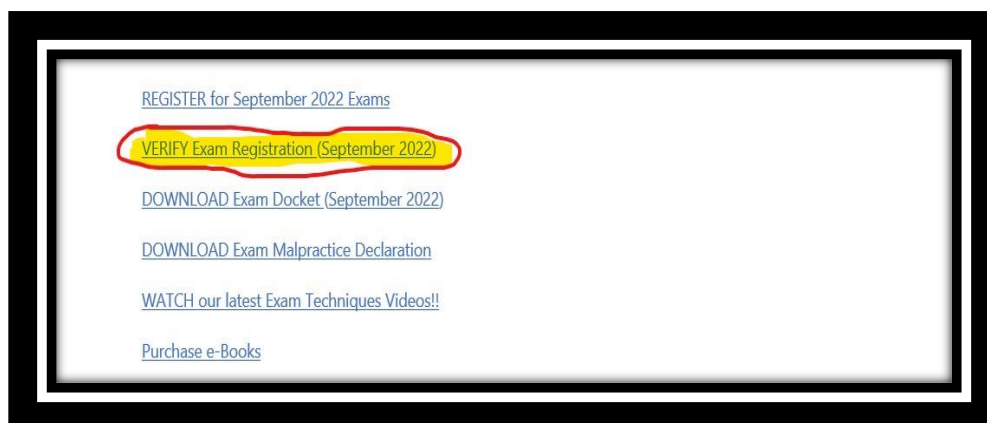 REGISTER for September 2022 Exams
VERIFY Exam Registration (September 2022)
DOWNLOAD Exam Docket (September 2022)
DOWNLOAD Exam Malpractice Declaration
WATCH our latest Exam Techniques Videos!!
Purchase e-Books